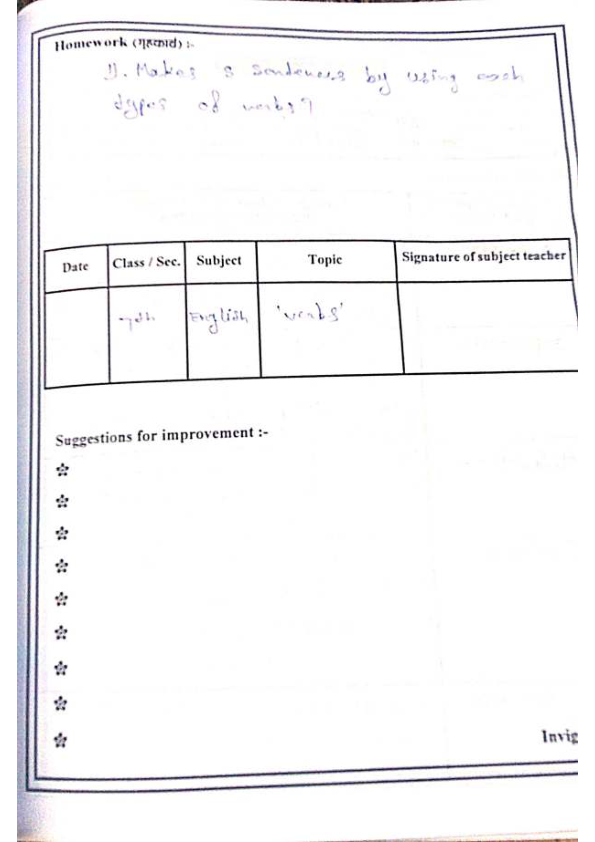 Homework (गृहकार्य) :-
1). Makes 5 sentences by using each
types of verbs?
Date Class / Sec. Subject Topic Signature of subject teacher
7th English 'verbs'
Suggestions for improvement :-
Invig